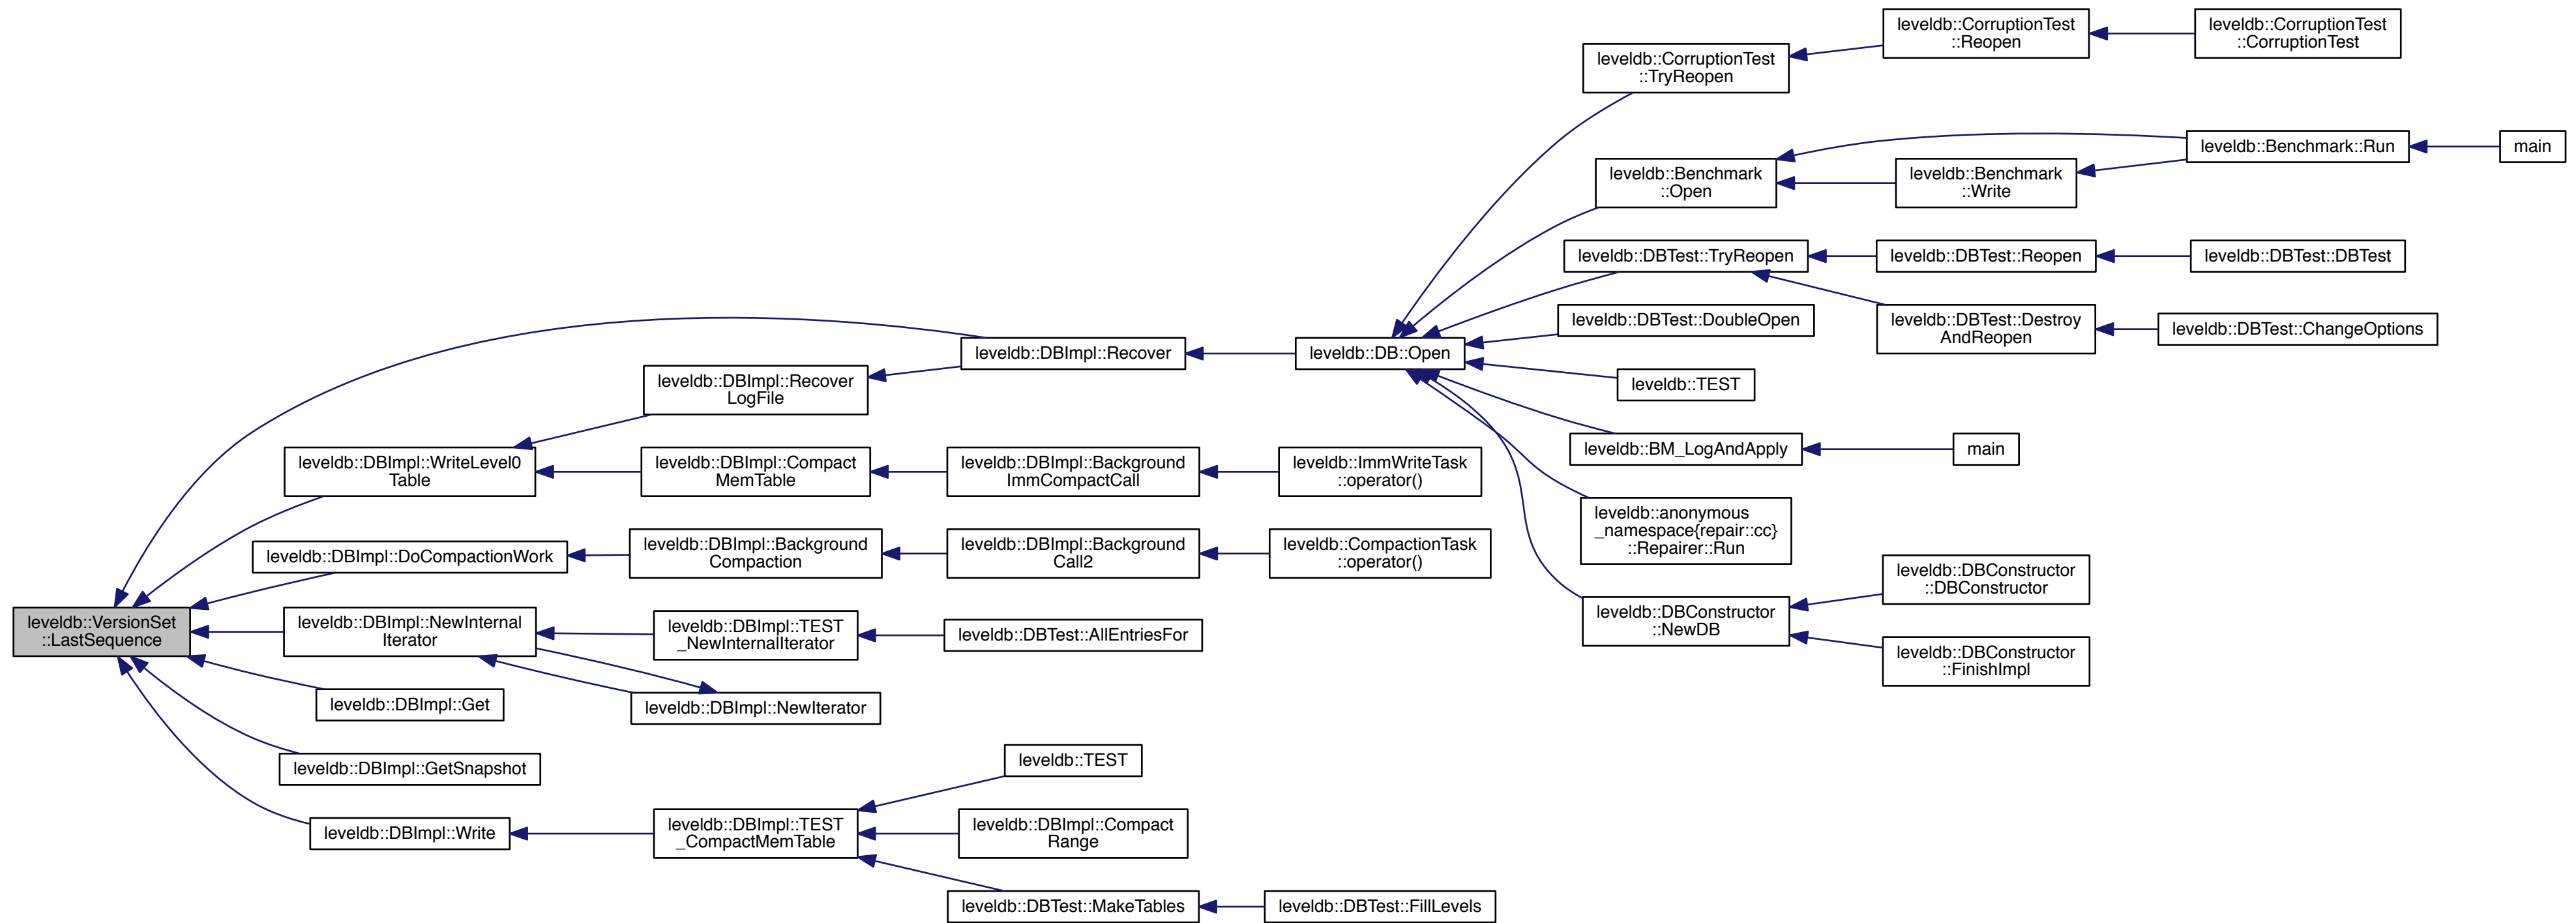 leveldb::VersionSet
::LastSequence
leveldb::DBImpl::Recover
leveldb::DBImpl::WriteLevel0
Table
leveldb::DBImpl::DoCompactionWork
leveldb::DBImpl::NewInternal
Iterator
leveldb::DBImpl::Get
leveldb::DBImpl::GetSnapshot
leveldb::DBImpl::Write
leveldb::DBImpl::Recover
LogFile
leveldb::DBImpl::Compact
MemTable
leveldb::DBImpl::Background
ImmCompactCall
leveldb::ImmWriteTask
::operator()
leveldb::DBImpl::Background
Compaction
leveldb::DBImpl::Background
Call2
leveldb::CompactionTask
::operator()
leveldb::DBImpl::TEST
_NewInternalIterator
leveldb::DBTest::AllEntriesFor
leveldb::DBImpl::NewIterator
leveldb::DBImpl::TEST
_CompactMemTable
leveldb::TEST
leveldb::DBImpl::Compact
Range
leveldb::DBTest::MakeTables
leveldb::DBTest::FillLevels
leveldb::DB::Open
leveldb::CorruptionTest
::TryReopen
leveldb::CorruptionTest
::Reopen
leveldb::CorruptionTest
::CorruptionTest
leveldb::Benchmark
::Open
leveldb::Benchmark
::Write
leveldb::Benchmark::Run
main
leveldb::DBTest::TryReopen
leveldb::DBTest::Reopen
leveldb::DBTest::DBTest
leveldb::DBTest::Destroy
AndReopen
leveldb::DBTest::ChangeOptions
leveldb::DBTest::DoubleOpen
leveldb::TEST
leveldb::BM_LogAndApply
main
leveldb::anonymous
_namespace{repair::cc}
::Repairer::Run
leveldb::DBConstructor
::NewDB
leveldb::DBConstructor
::DBConstructor
leveldb::DBConstructor
::FinishImpl